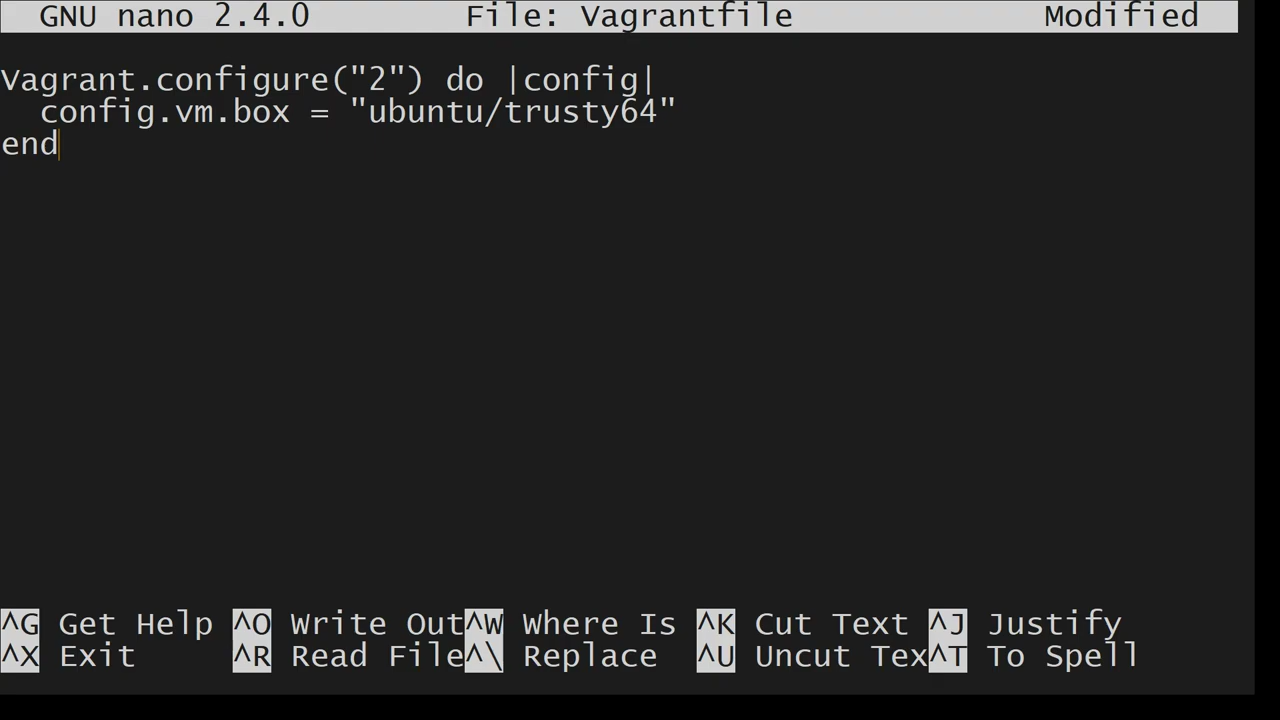 GNU nano 2.4.0 File: Vagrantfile Modified
Vagrant.configure("2") do |config|
  config.vm.box = "ubuntu/trusty64"
end
^G Get Help ^O Write Out ^W Where Is ^K Cut Text ^J Justify
^X Exit ^R Read File ^\ Replace ^U Uncut Tex ^T To Spell